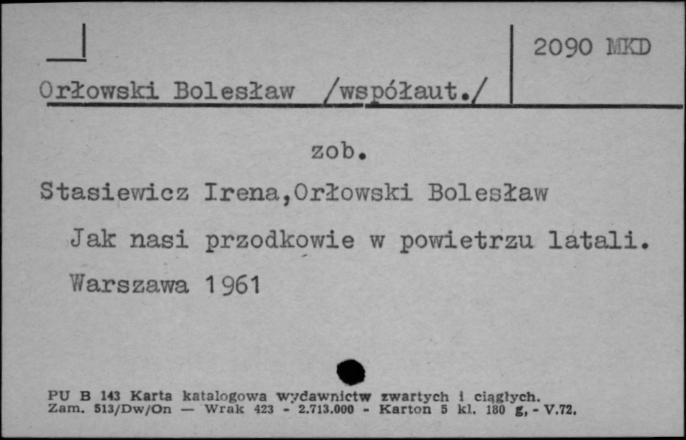 2090 MKD
Orłowski Bolesław /współaut./
zob.
Stasiewicz Irena,Orłowski Bolesław
Jak nasi przodkowie w powietrzu latali.
Warszawa 1961
PU B 143 Karta katalogowa wydawnictw zwartych i ciągłych.
Zam. 513/Dw/On — Wrak 423 - 2.713.000 - Karton 5 kl. 180 g, - V.72.